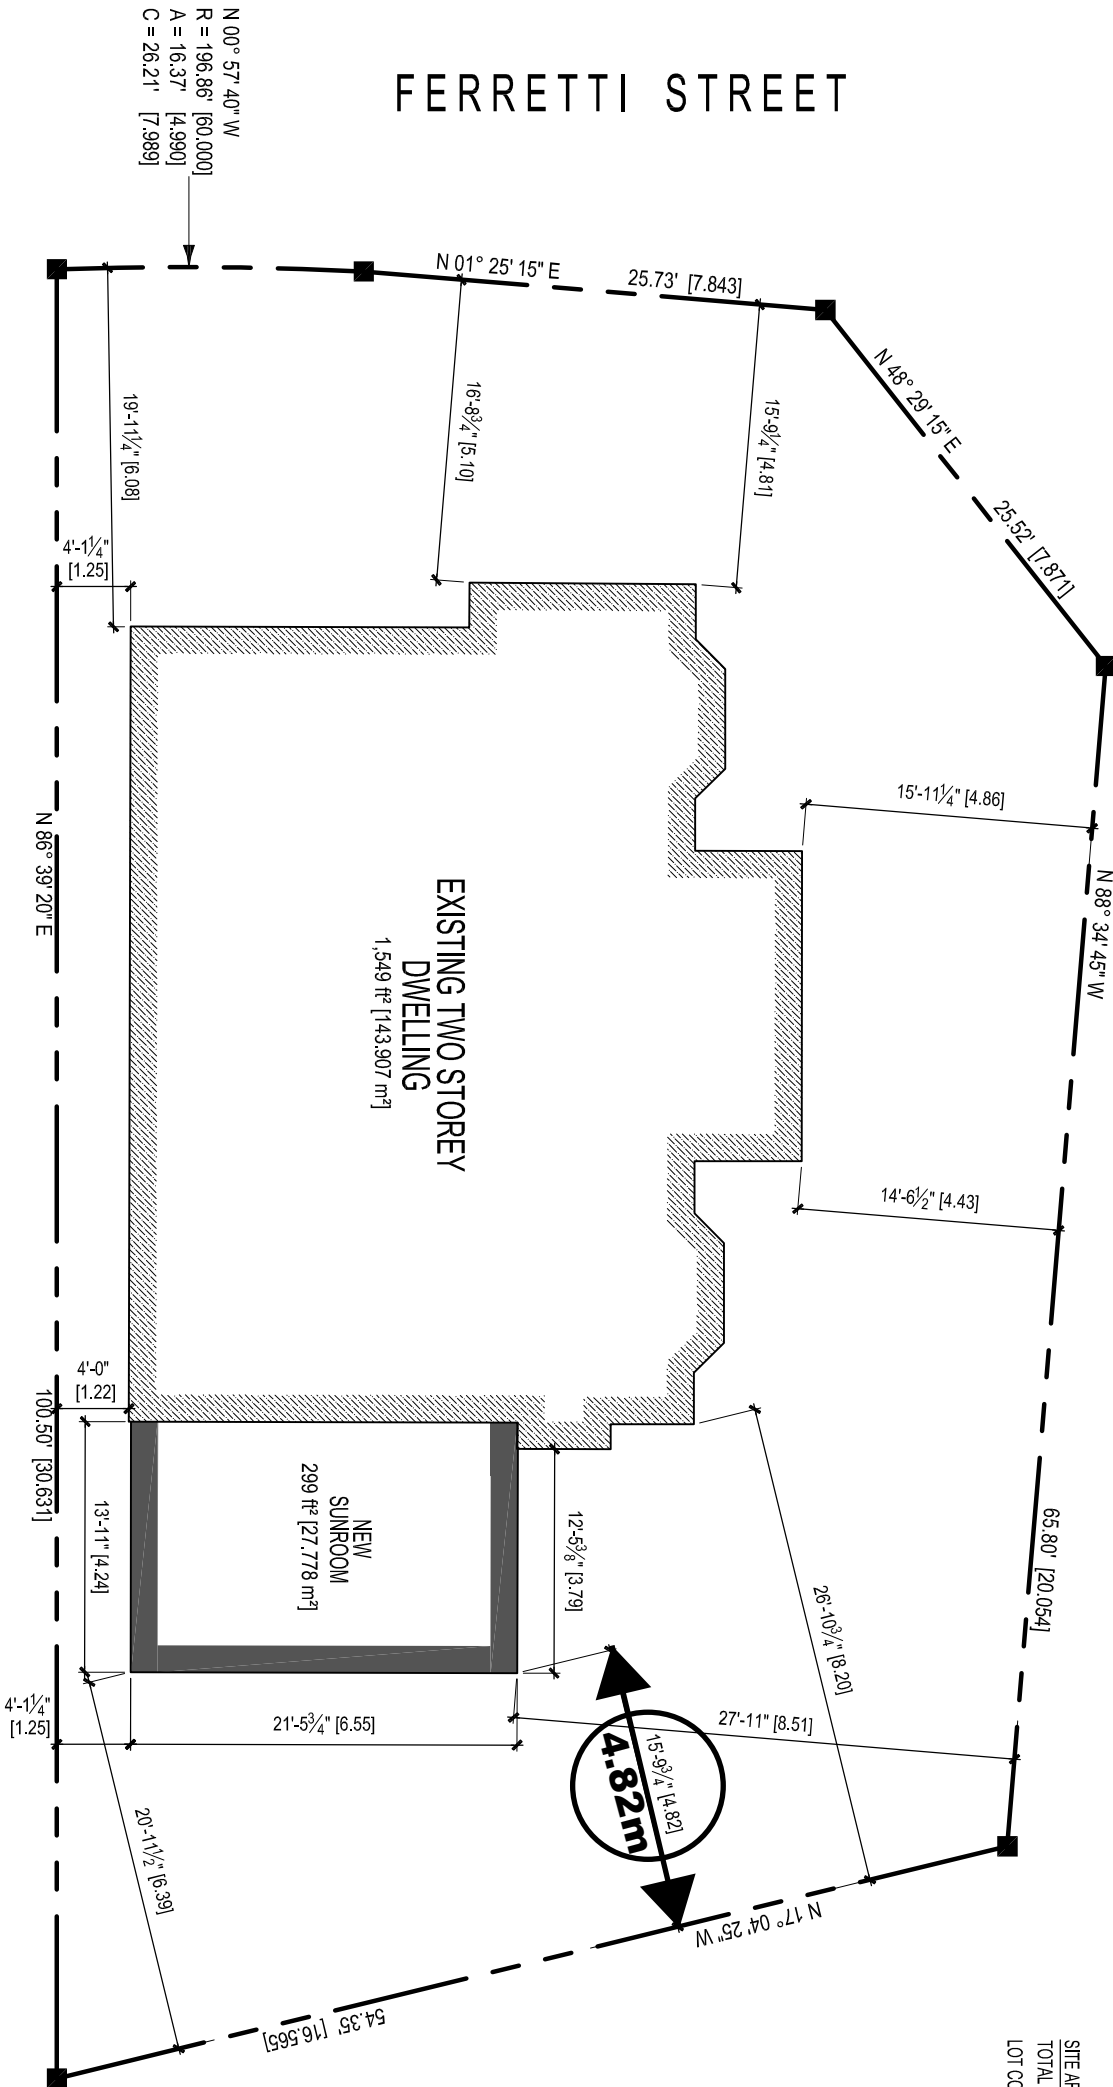 FERRETTI STREET
N 00° 57' 40" W
R = 196.86' [60.000]
A = 16.37' [4.990]
C = 26.21' [7.989]
N 01° 25' 15" E
25.73' [7.843]
N 48° 29' 15" E
25.52' [7.871]
19'-11¼" [6.08]
16'-8¾" [5.10]
15'-9¼" [4.81]
4'-1¼"
[1.25]
15'-11¼" [4.86]
N 88° 34' 45" W
N 86° 39' 20" E
EXISTING TWO STOREY
DWELLING
1,549 ft² [143.907 m²]
14'-6½" [4.43]
4'-0"
[1.22]
100.50' [30.631]
13'-11" [4.24]
NEW
SUNROOM
299 ft² [27.778 m²]
12'-5⅜" [3.79]
26'-10¾" [8.20]
65.80' [20.054]
4'-1¼"
[1.25]
21'-5¾" [6.55]
27'-11" [8.51]
15'-9¾" [4.82]
4.82m
20'-11½" [6.39]
N 17° 04' 25" W
54.35' [16.565]
SITE AR
TOTAL
LOT CO